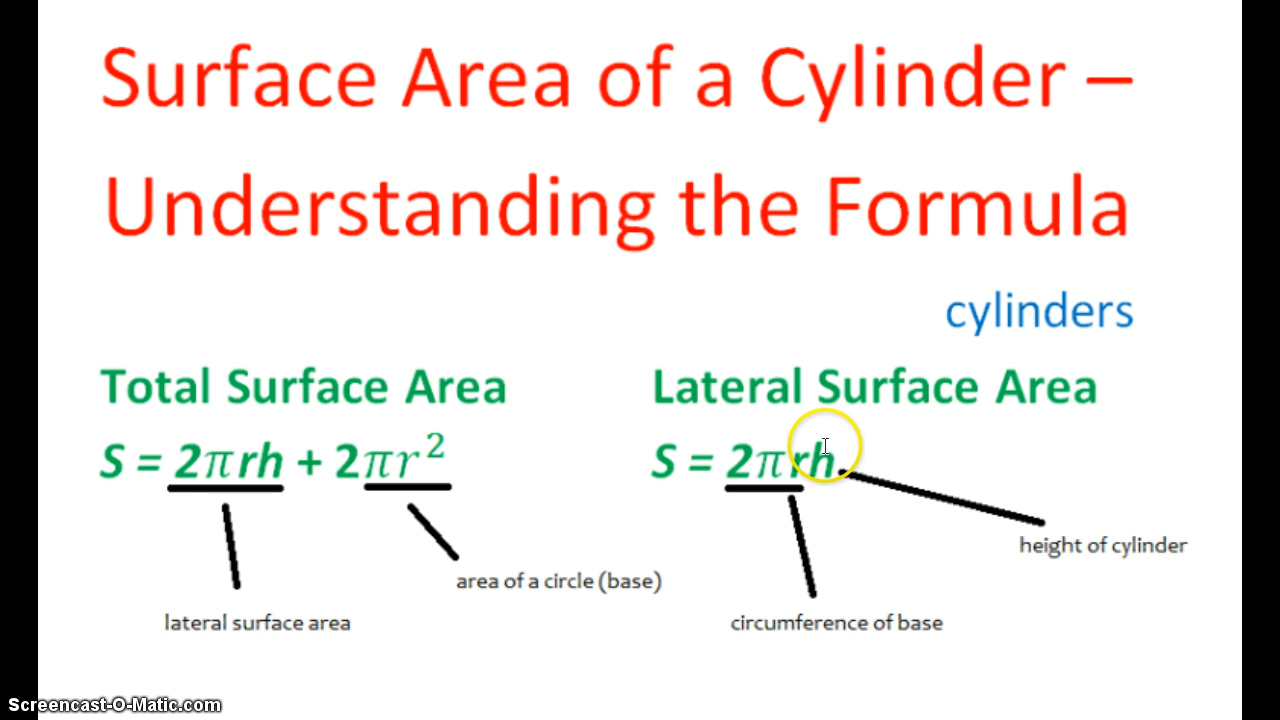 Surface Area of a Cylinder –
Understanding the Formula
cylinders
Total Surface Area
S = 2πrh + 2πr²
lateral surface area
area of a circle (base)
Lateral Surface Area
S = 2πrh
circumference of base
height of cylinder
Screencast-O-Matic.com